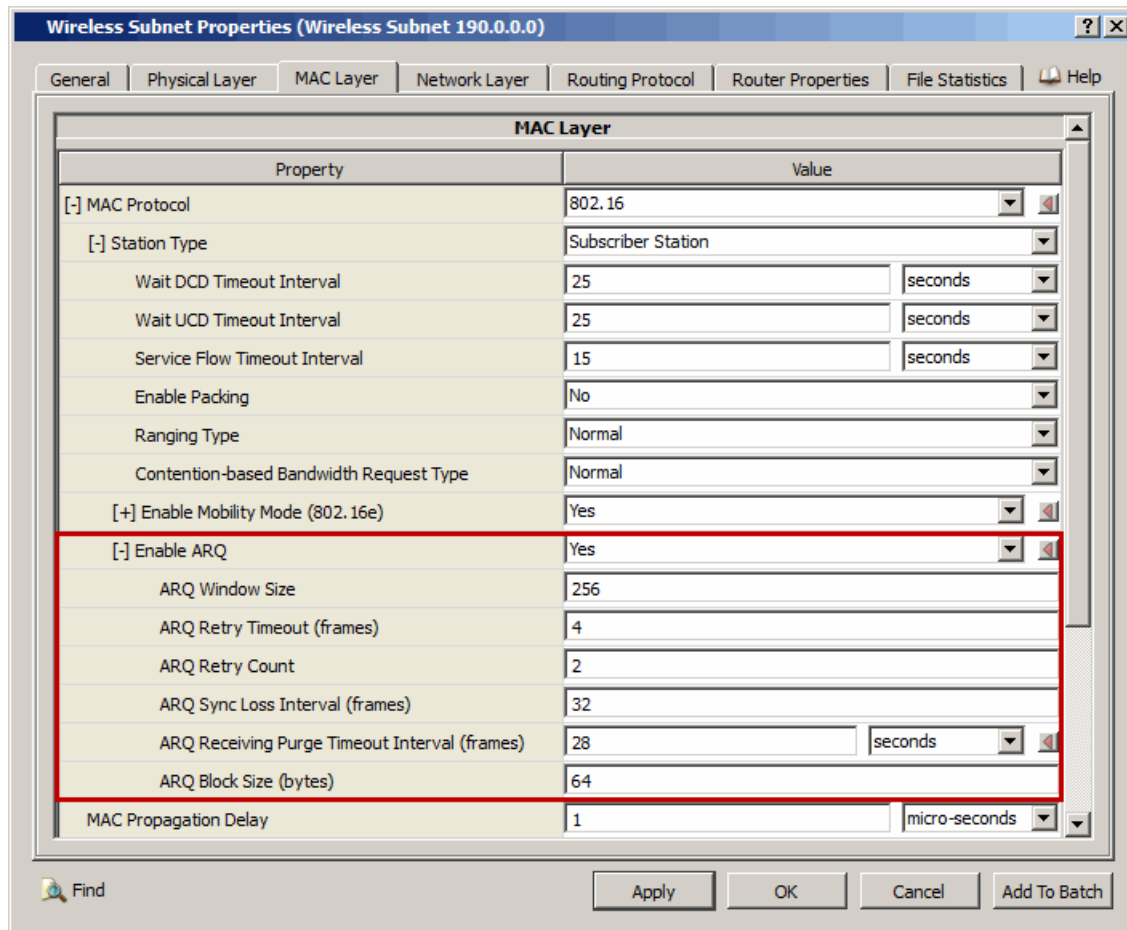 Wireless Subnet Properties (Wireless Subnet 190.0.0.0) ?
General Physical Layer MAC Layer Network Layer Routing Protocol Router Properties File Statistics Help
MAC Layer
Property Value
[-] MAC Protocol 802.16
[-] Station Type Subscriber Station
Wait DCD Timeout Interval 25 seconds
Wait UCD Timeout Interval 25 seconds
Service Flow Timeout Interval 15 seconds
Enable Packing No
Ranging Type Normal
Contention-based Bandwidth Request Type Normal
[+] Enable Mobility Mode (802.16e) Yes
[-] Enable ARQ Yes
ARQ Window Size 256
ARQ Retry Timeout (frames) 4
ARQ Retry Count 2
ARQ Sync Loss Interval (frames) 32
ARQ Receiving Purge Timeout Interval (frames) 28 seconds
ARQ Block Size (bytes) 64
MAC Propagation Delay 1 micro-seconds
Find Apply OK Cancel Add To Batch